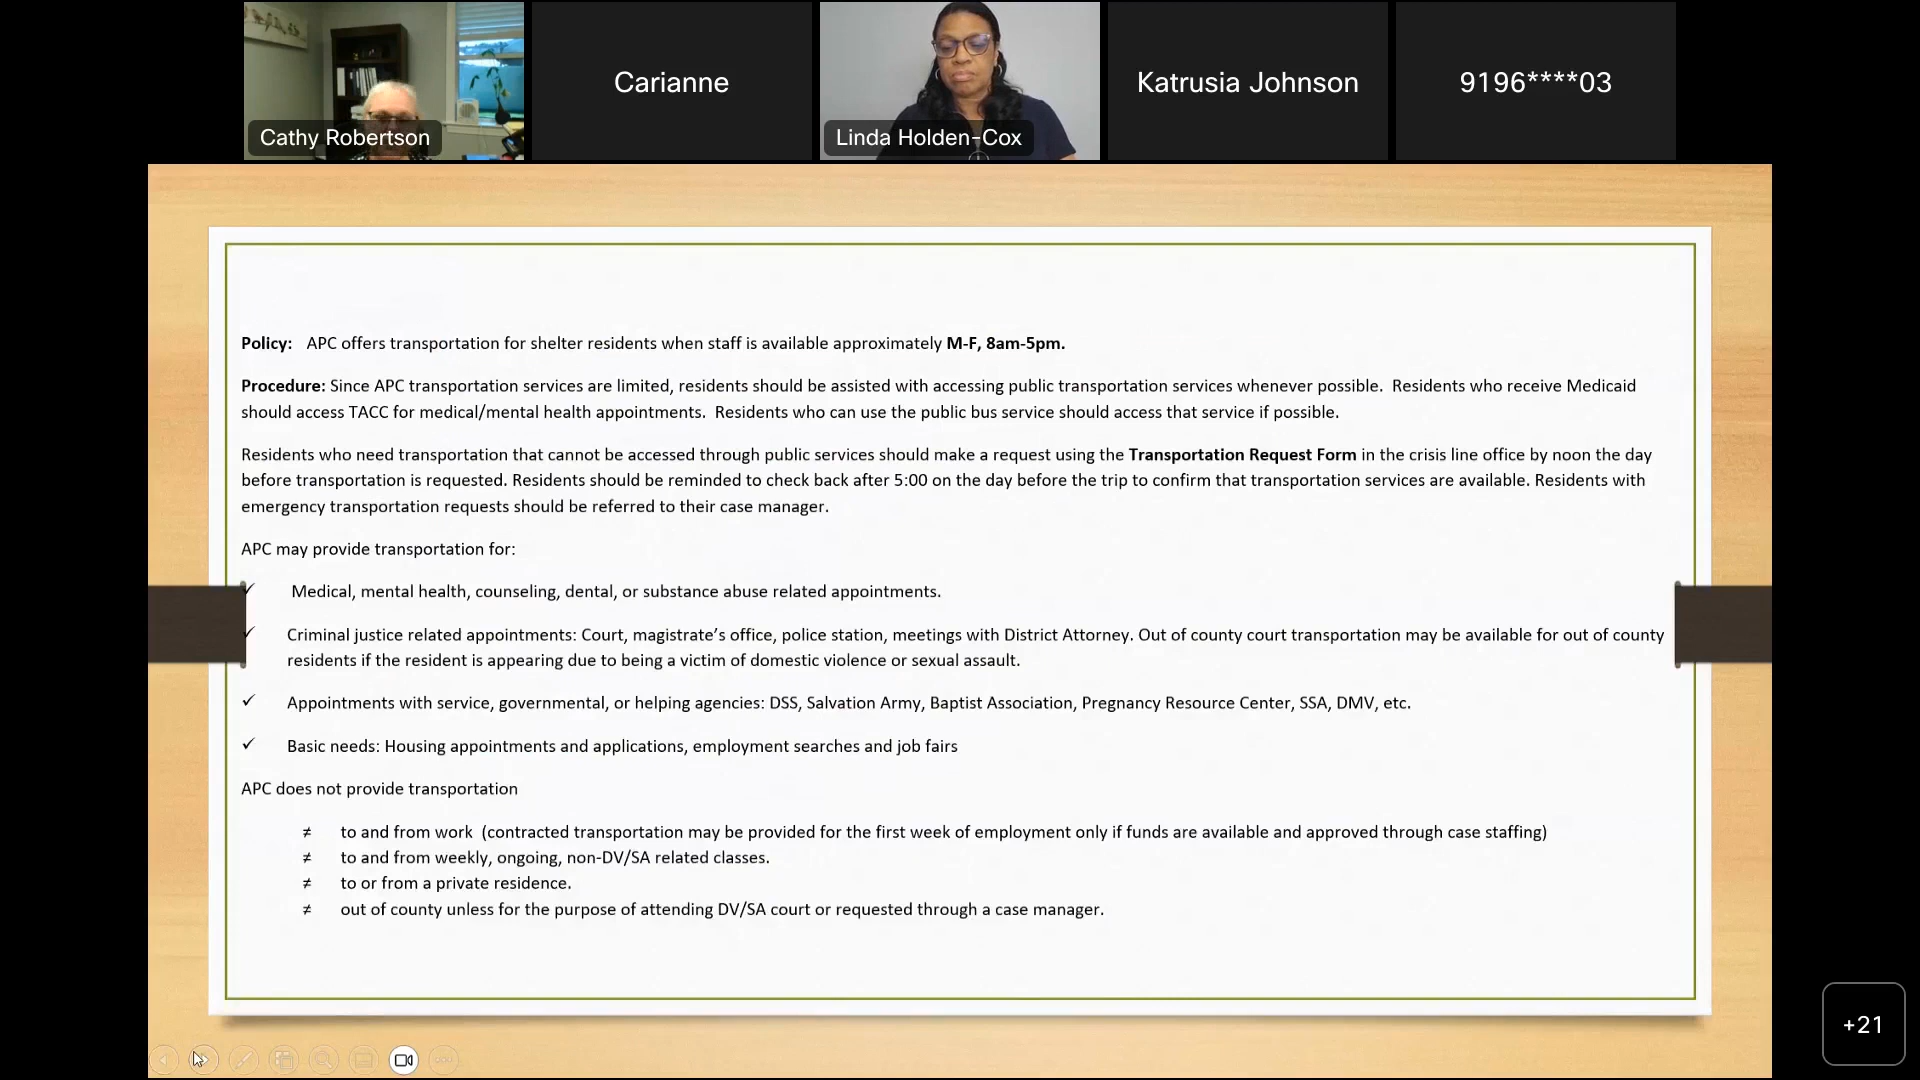 Cathy Robertson
Carianne
Linda Holden-Cox
Katrusia Johnson
9196****03
Policy: APC offers transportation for shelter residents when staff is available approximately M-F, 8am-5pm.
Procedure: Since APC transportation services are limited, residents should be assisted with accessing public transportation services whenever possible. Residents who receive Medicaid
should access TACC for medical/mental health appointments. Residents who can use the public bus service should access that service if possible.
Residents who need transportation that cannot be accessed through public services should make a request using the Transportation Request Form in the crisis line office by noon the day
before transportation is requested. Residents should be reminded to check back after 5:00 on the day before the trip to confirm that transportation services are available. Residents with
emergency transportation requests should be referred to their case manager.
APC may provide transportation for:
✓ Medical, mental health, counseling, dental, or substance abuse related appointments.
✓ Criminal justice related appointments: Court, magistrate’s office, police station, meetings with District Attorney. Out of county court transportation may be available for out of county
residents if the resident is appearing due to being a victim of domestic violence or sexual assault.
✓ Appointments with service, governmental, or helping agencies: DSS, Salvation Army, Baptist Association, Pregnancy Resource Center, SSA, DMV, etc.
✓ Basic needs: Housing appointments and applications, employment searches and job fairs
APC does not provide transportation
≠ to and from work (contracted transportation may be provided for the first week of employment only if funds are available and approved through case staffing)
≠ to and from weekly, ongoing, non-DV/SA related classes.
≠ to or from a private residence.
≠ out of county unless for the purpose of attending DV/SA court or requested through a case manager.
+21